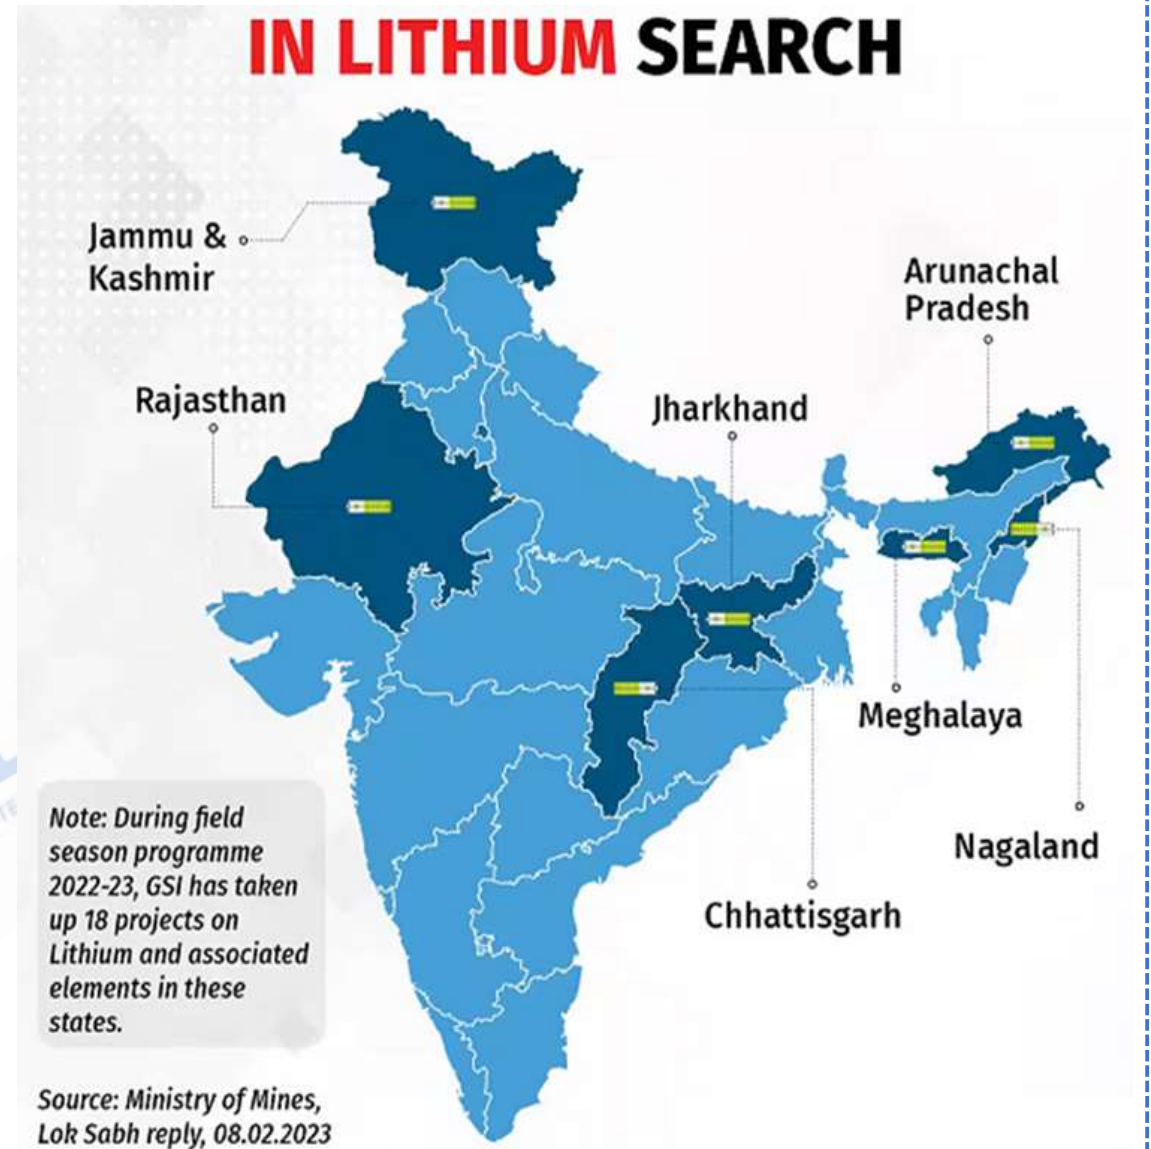 IN LITHIUM SEARCH
Jammu &
Kashmir
Arunachal
Pradesh
Rajasthan
Jharkhand
Meghalaya
Nagaland
Chhattisgarh
Note: During field
season programme
2022-23, GSI has taken
up 18 projects on
Lithium and associated
elements in these
states.
Source: Ministry of Mines,
Lok Sabh reply, 08.02.2023